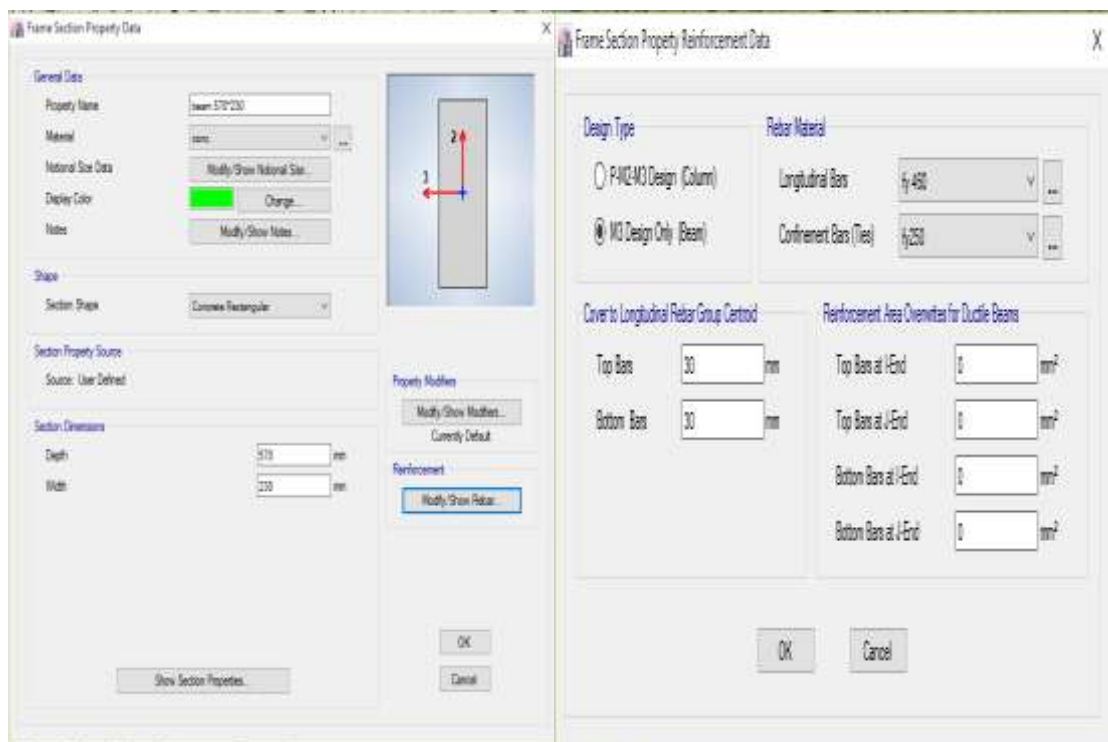 Frame Section Property Data
X
General Data
Property Name
beam 570*230
Material
conc
...
Notional Size Data
Modify/Show Notional Size...
Display Color
Change...
Notes
Modify/Show Notes...
2
3
Shape
Section Shape
Concrete Rectangular
Section Property Source
Source: User Defined
Section Dimensions
Depth
570
mm
Width
230
mm
Property Modifiers
Modify/Show Modifiers...
Currently Default
Reinforcement
Modify/Show Rebar...
Show Section Properties...
OK
Cancel
Frame Section Property Reinforcement Data
X
Design Type
P-M2-M3 Design (Column)
M3 Design Only (Beam)
Rebar Material
Longitudinal Bars
fy 460
...
Confinement Bars (Ties)
fy250
...
Cover to Longitudinal Rebar Group Centroid
Top Bars
30
mm
Bottom Bars
30
mm
Reinforcement Area Overwrites for Ductile Beams
Top Bars at I-End
0
mm²
Top Bars at J-End
0
mm²
Bottom Bars at I-End
0
mm²
Bottom Bars at J-End
0
mm²
OK
Cancel